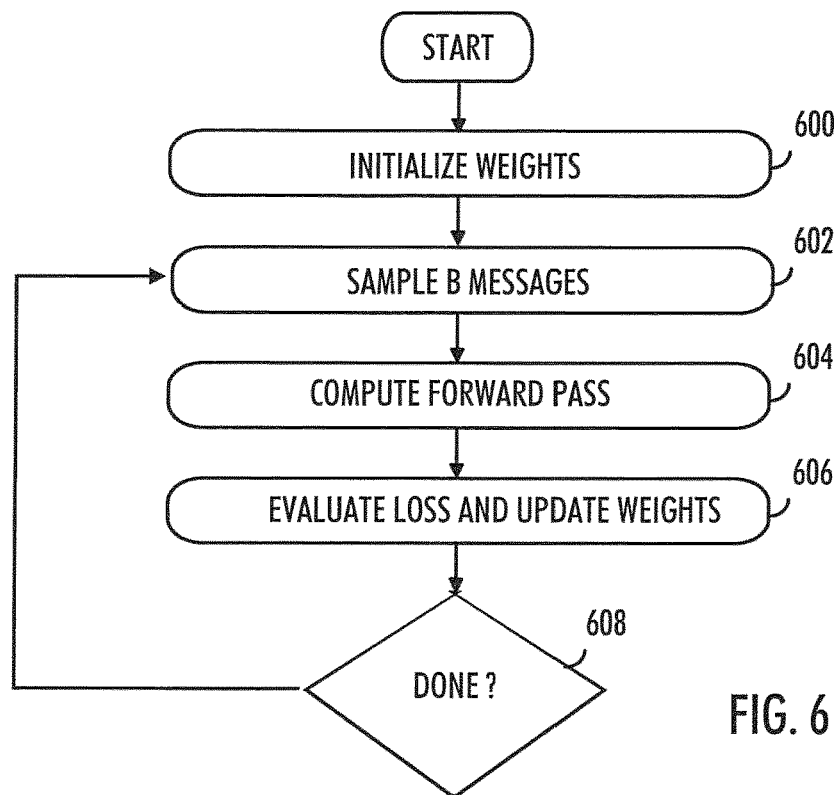 START
600
INITIALIZE WEIGHTS
602
SAMPLE B MESSAGES
604
COMPUTE FORWARD PASS
606
EVALUATE LOSS AND UPDATE WEIGHTS
608
DONE ?
FIG. 6